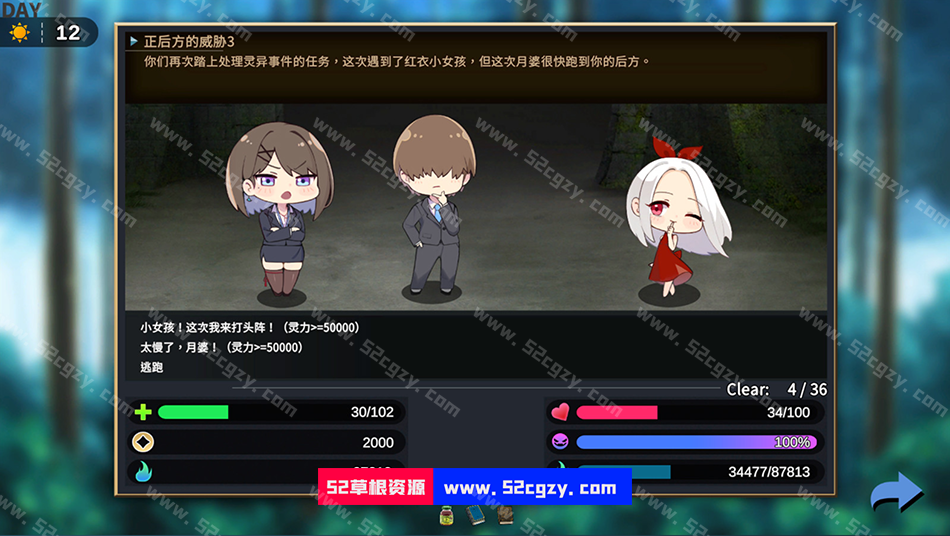 DAY
12
正后方的威胁3
你们再次踏上处理灵异事件的任务，这次遇到了红衣小女孩，但这次月婆很快跑到你的后方。
小女孩！这次我来打头阵！（灵力>=50000）
太慢了，月婆！（灵力>=50000）
逃跑
Clear: 4 / 36
30/102
34/100
2000
100%
34477/87813
52草根资源 www.52cgzy.com
www.52cgzy.com